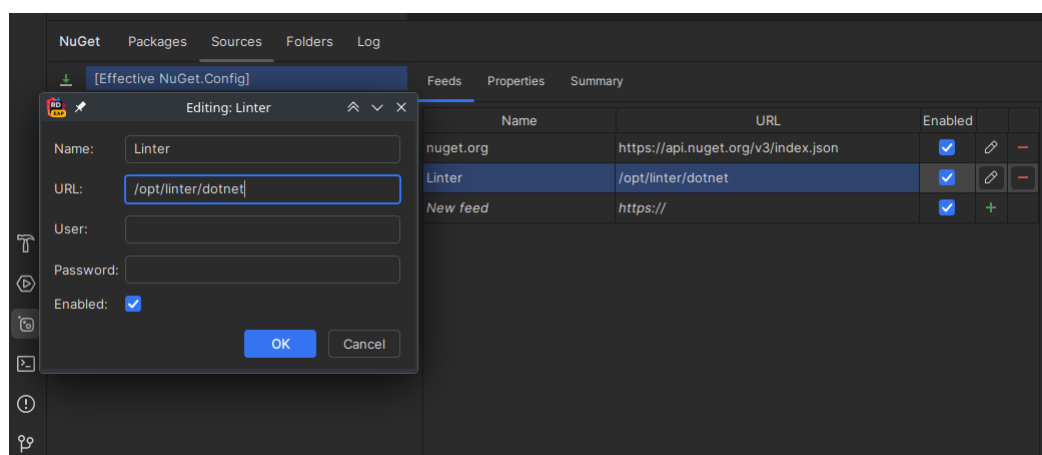 NuGet Packages Sources Folders Log
[Effective NuGet.Config]
Feeds Properties Summary
RD
EAP
Editing: Linter
Name: Linter
URL: /opt/linter/dotnet
User:
Password:
Enabled:
OK Cancel
Name URL Enabled
nuget.org https://api.nuget.org/v3/index.json
Linter /opt/linter/dotnet
New feed https://